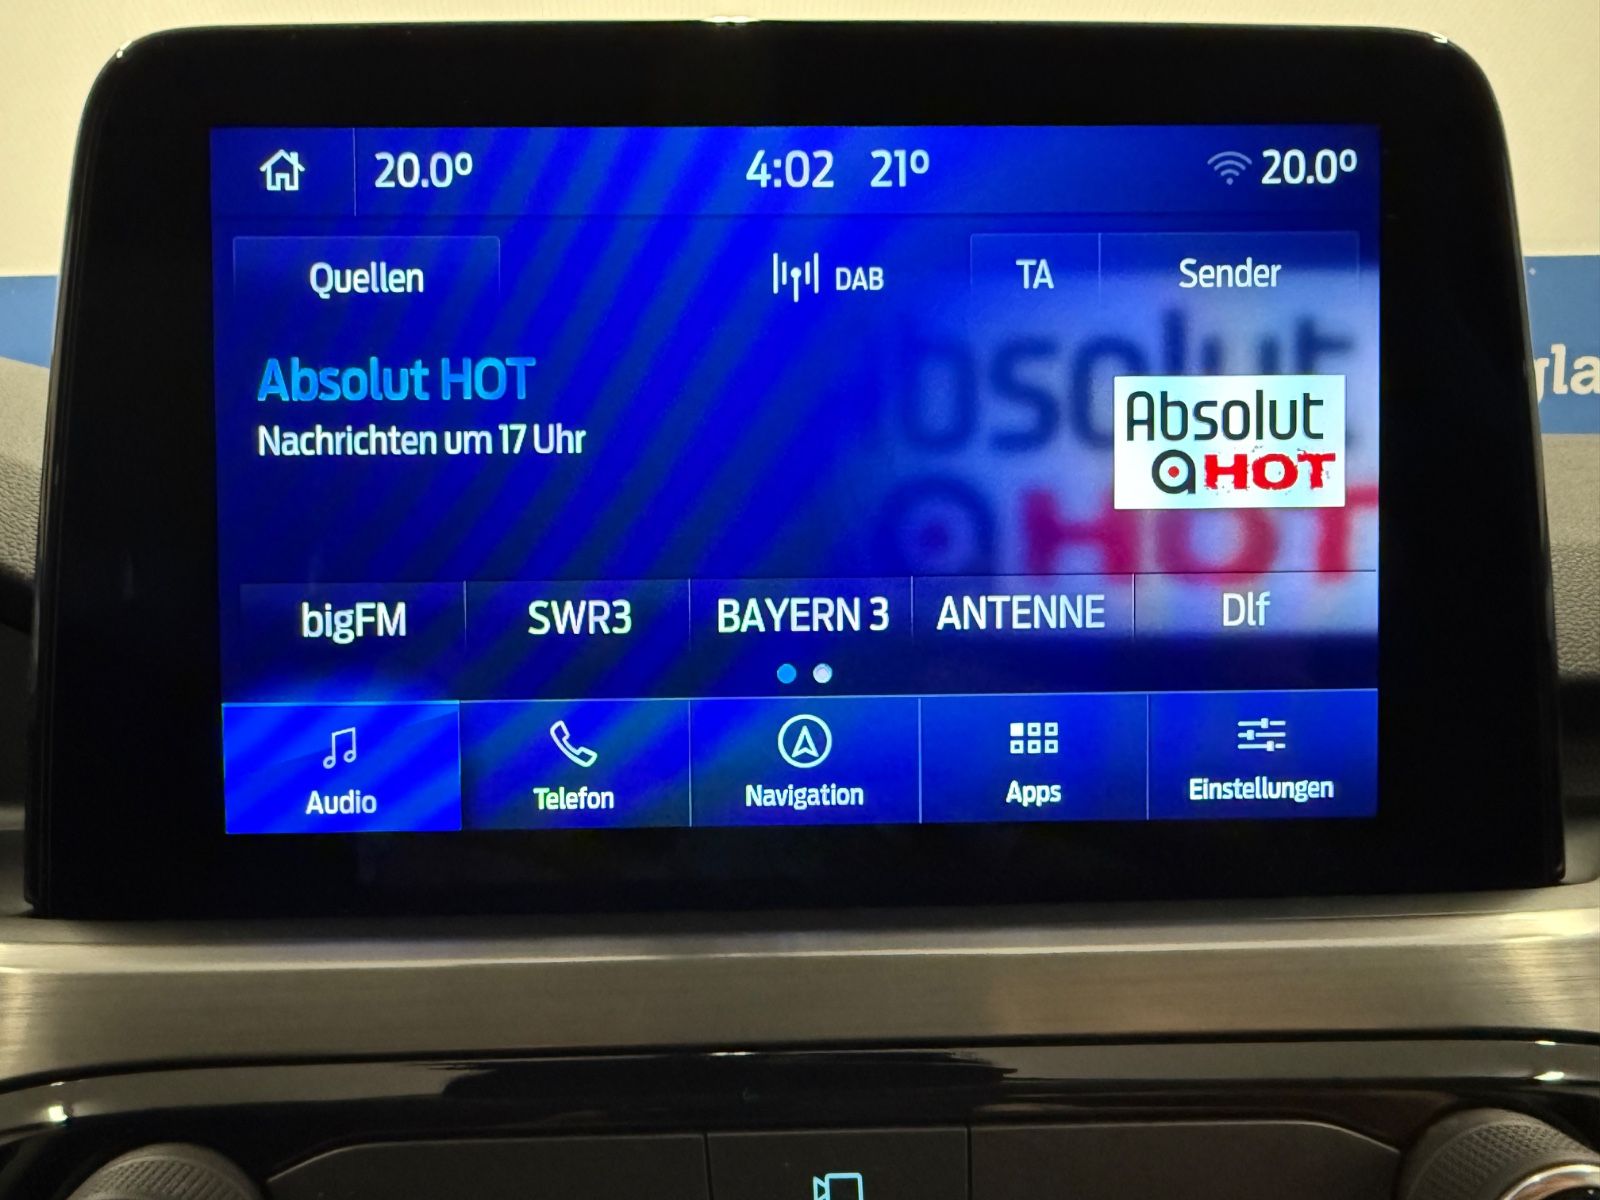 20.0° 4:02 21° 20.0°
Quellen DAB TA Sender
Absolut HOT
Nachrichten um 17 Uhr
Absolut
HOT
bigFM SWR3 BAYERN 3 ANTENNE Dlf
Audio Telefon Navigation Apps Einstellungen